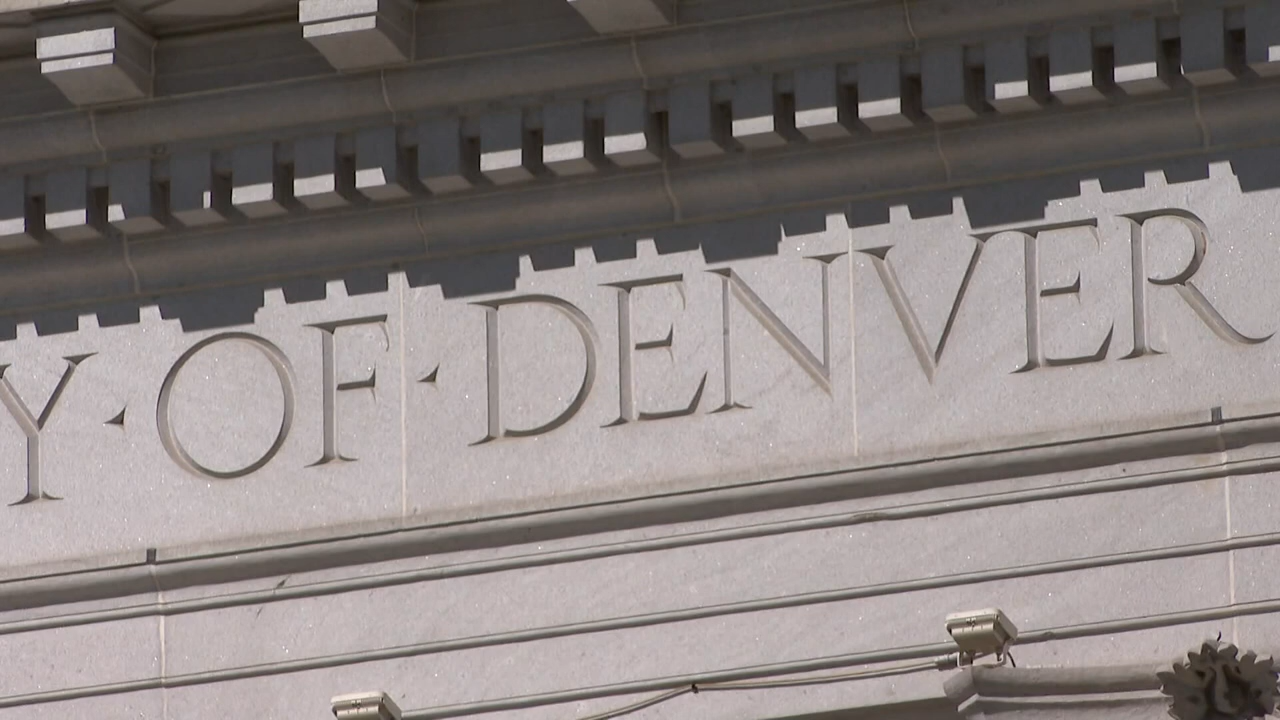 Y · OF · DENVER